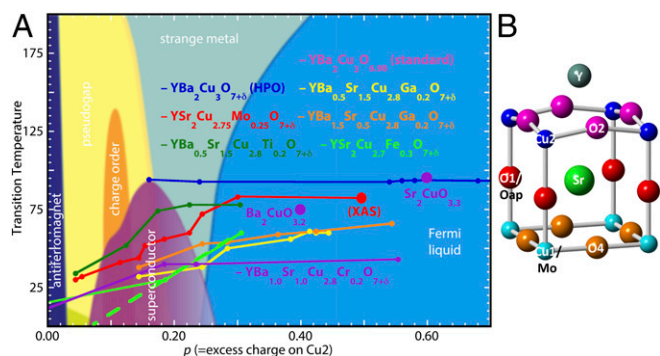 A
B
Transition Temperature
175
125
75
25
0.00
0.20
0.40
0.60
p (=excess charge on Cu2)
antiferromagnet
pseudogap
charge order
superconductor
strange metal
Fermi
liquid
– YBa2Cu3O6.98 (standard)
– YBa2Cu3O7+δ (HPO)
– YBa0.5Sr1.5Cu2.8Ga0.2O7+δ
– YSr2Cu2.75Mo0.25O7+δ
– YBa1.5Sr0.5Cu2.8Ga0.2O7+δ
– YBa0.5Sr1.5Cu2.8Ti0.2O7+δ
– YSr2Cu2.7Fe0.3O7+δ
Sr2CuO3.3
Ba2CuO3.2
(XAS)
– YBa1.0Sr1.0Cu2.8Cr0.2O7+δ
Y
Cu2
O2
O1/
Oap
Sr
Cu1/
Mo
O4